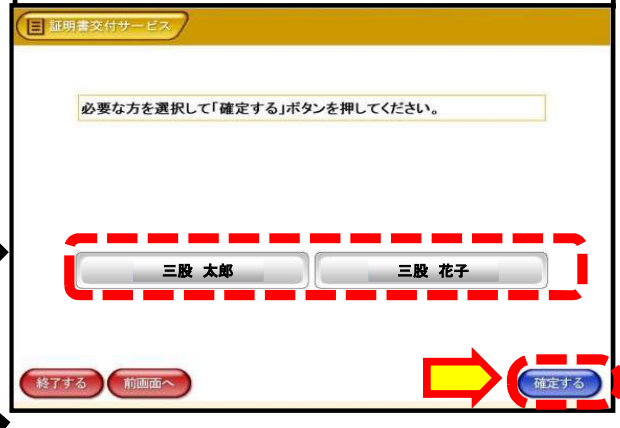 証明書交付サービス
必要な方を選択して「確定する」ボタンを押してください。
三股 太郎
三股 花子
終了する
前画面へ
確定する